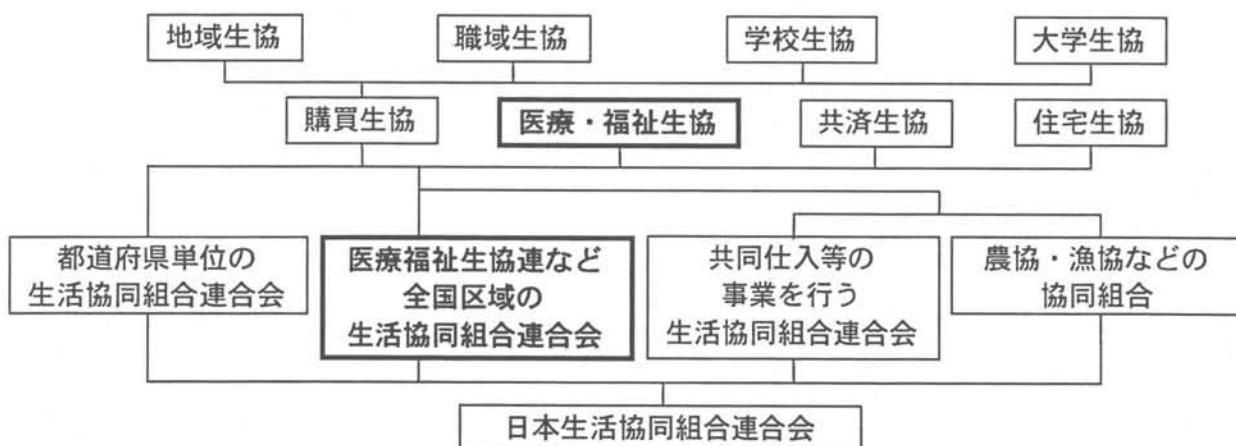 地域生協
職域生協
学校生協
大学生協
購買生協
医療・福祉生協
共済生協
住宅生協
都道府県単位の
生活協同組合連合会
医療福祉生協連など
全国区域の
生活協同組合連合会
共同仕入等の
事業を行う
生活協同組合連合会
農協・漁協などの
協同組合
日本生活協同組合連合会